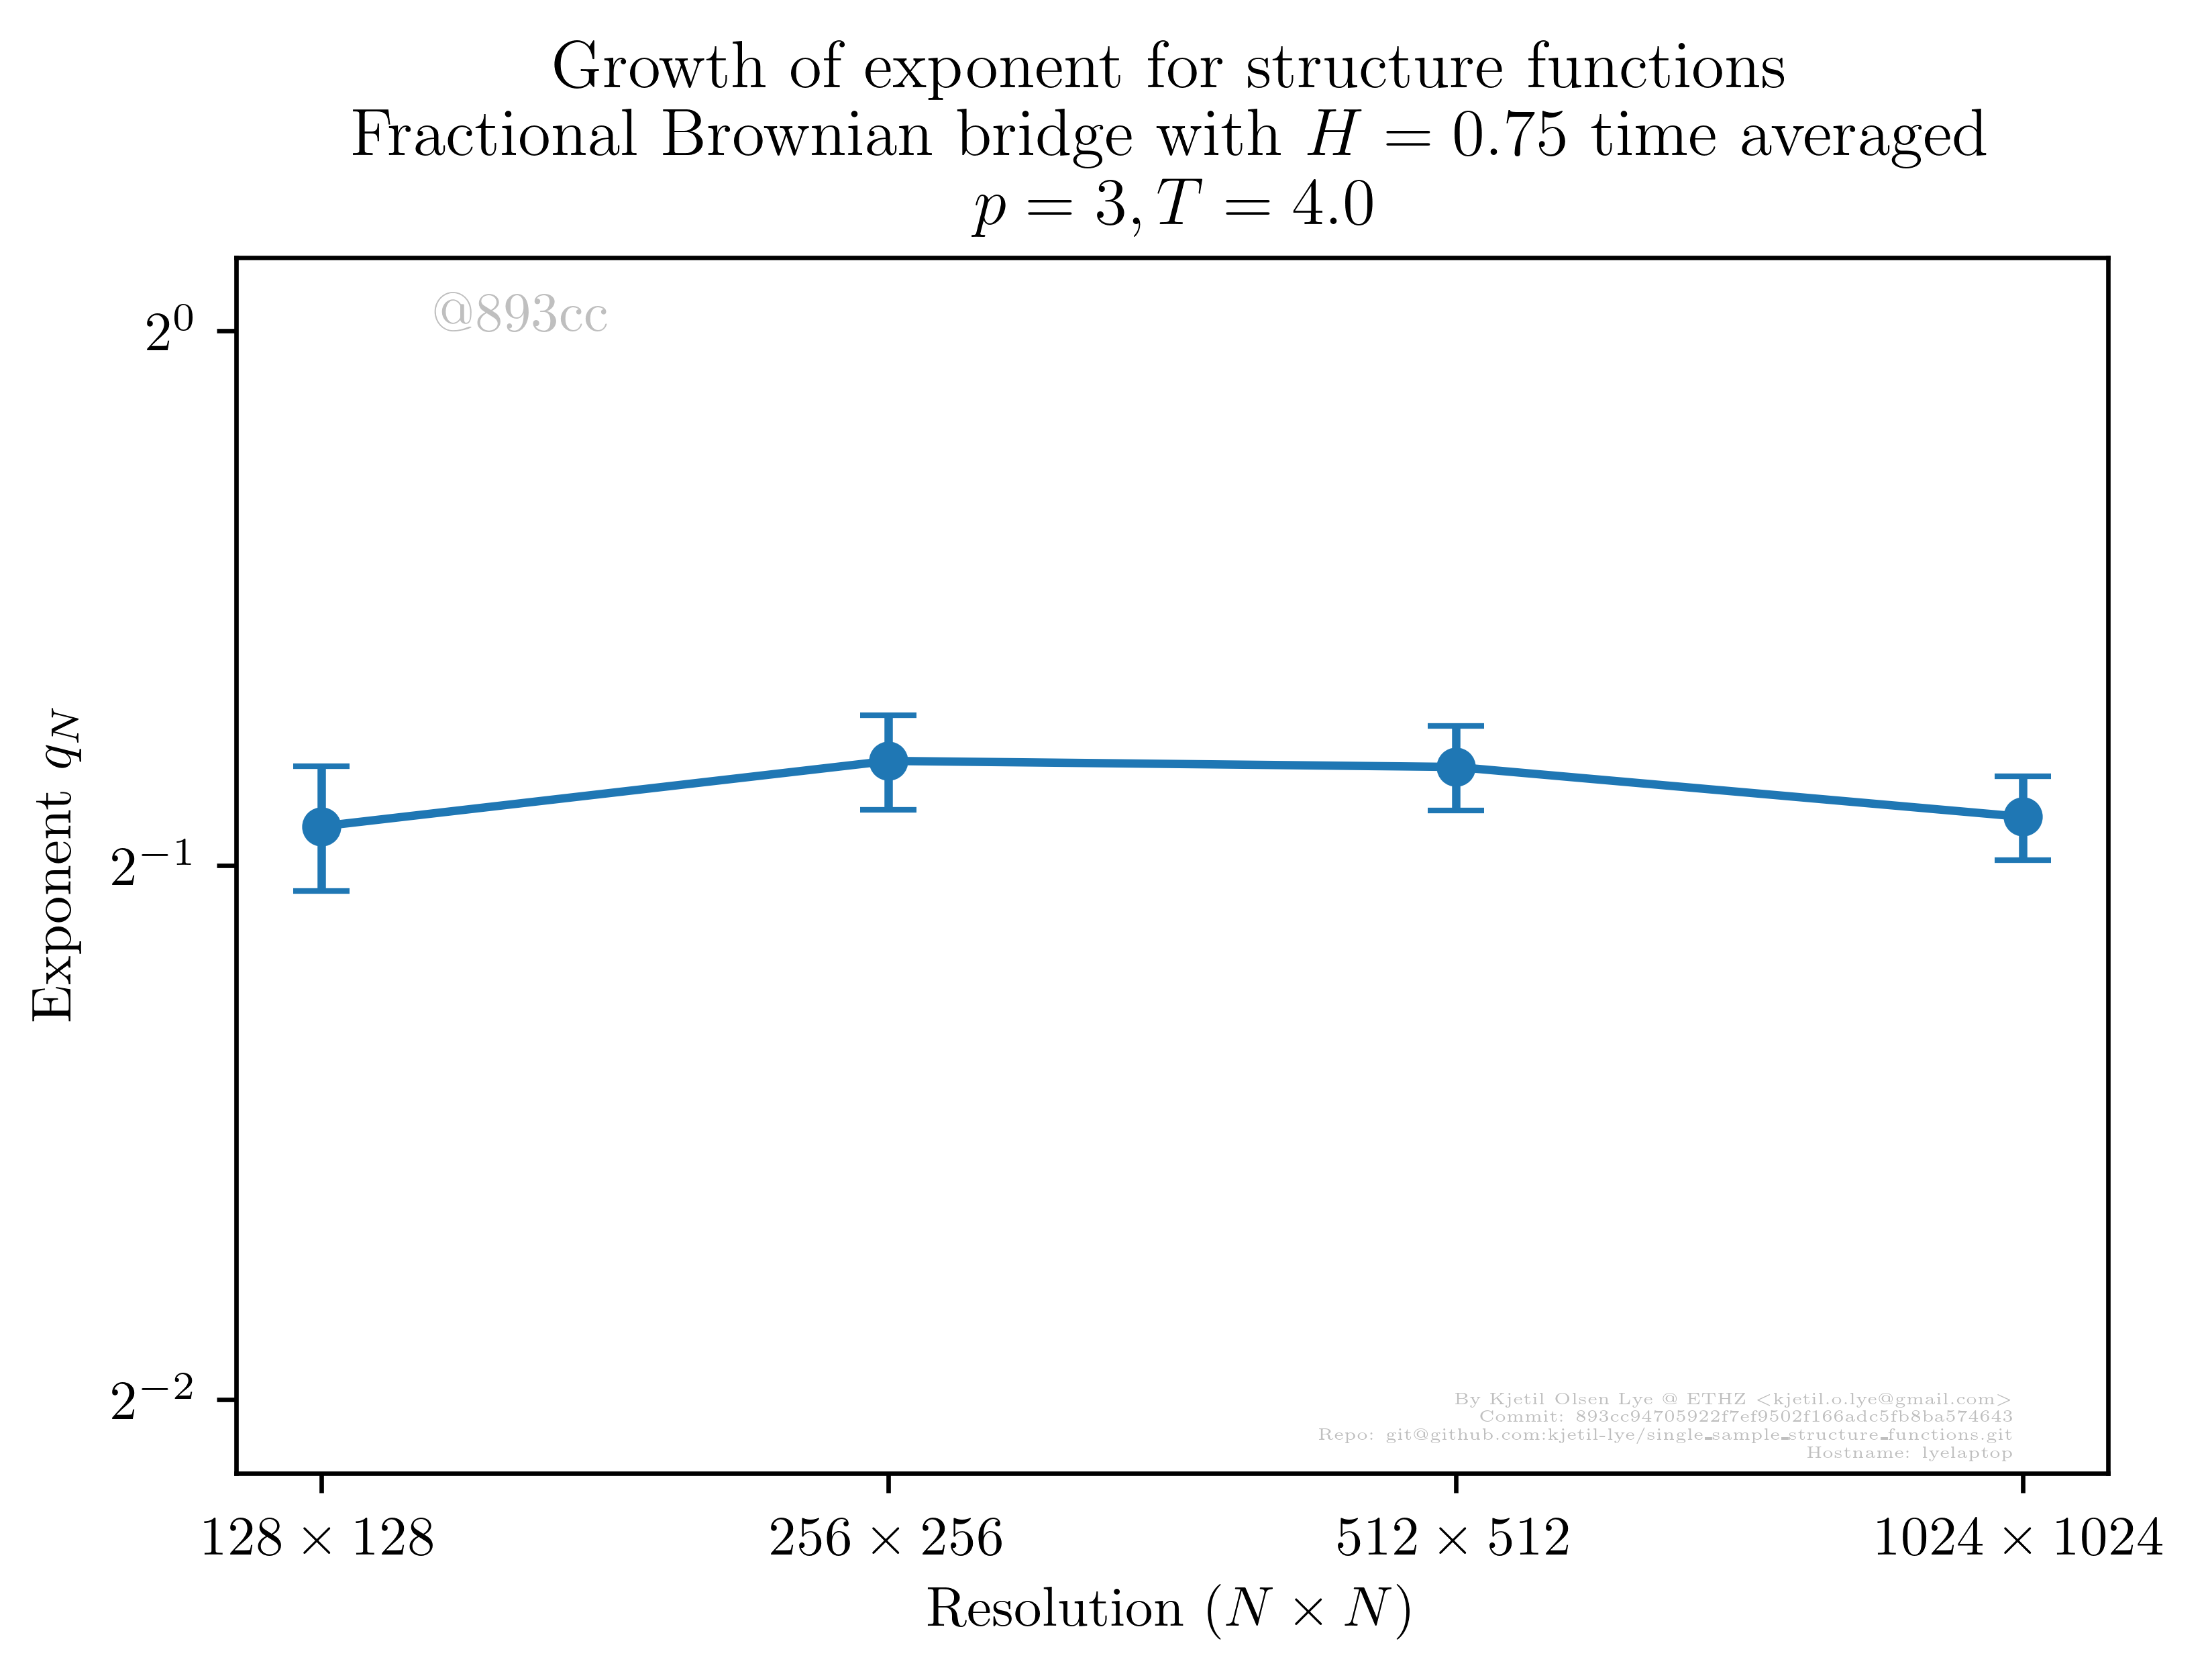 Growth of exponent for structure functions
Fractional Brownian bridge with H = 0.75 time averaged
p = 3, T = 4.0
@893cc
2^0
2^{-1}
2^{-2}
Exponent q_N
By Kjetil Olsen Lye @ ETHZ <kjetil.o.lye@gmail.com>
Commit: 893cc94705922f7ef9502f166adc5fb8ba574643
Repo: git@github.com:kjetil-lye/single_sample_structure_functions.git
Hostname: lyelaptop
128 × 128 256 × 256 512 × 512 1024 × 1024
Resolution (N × N)